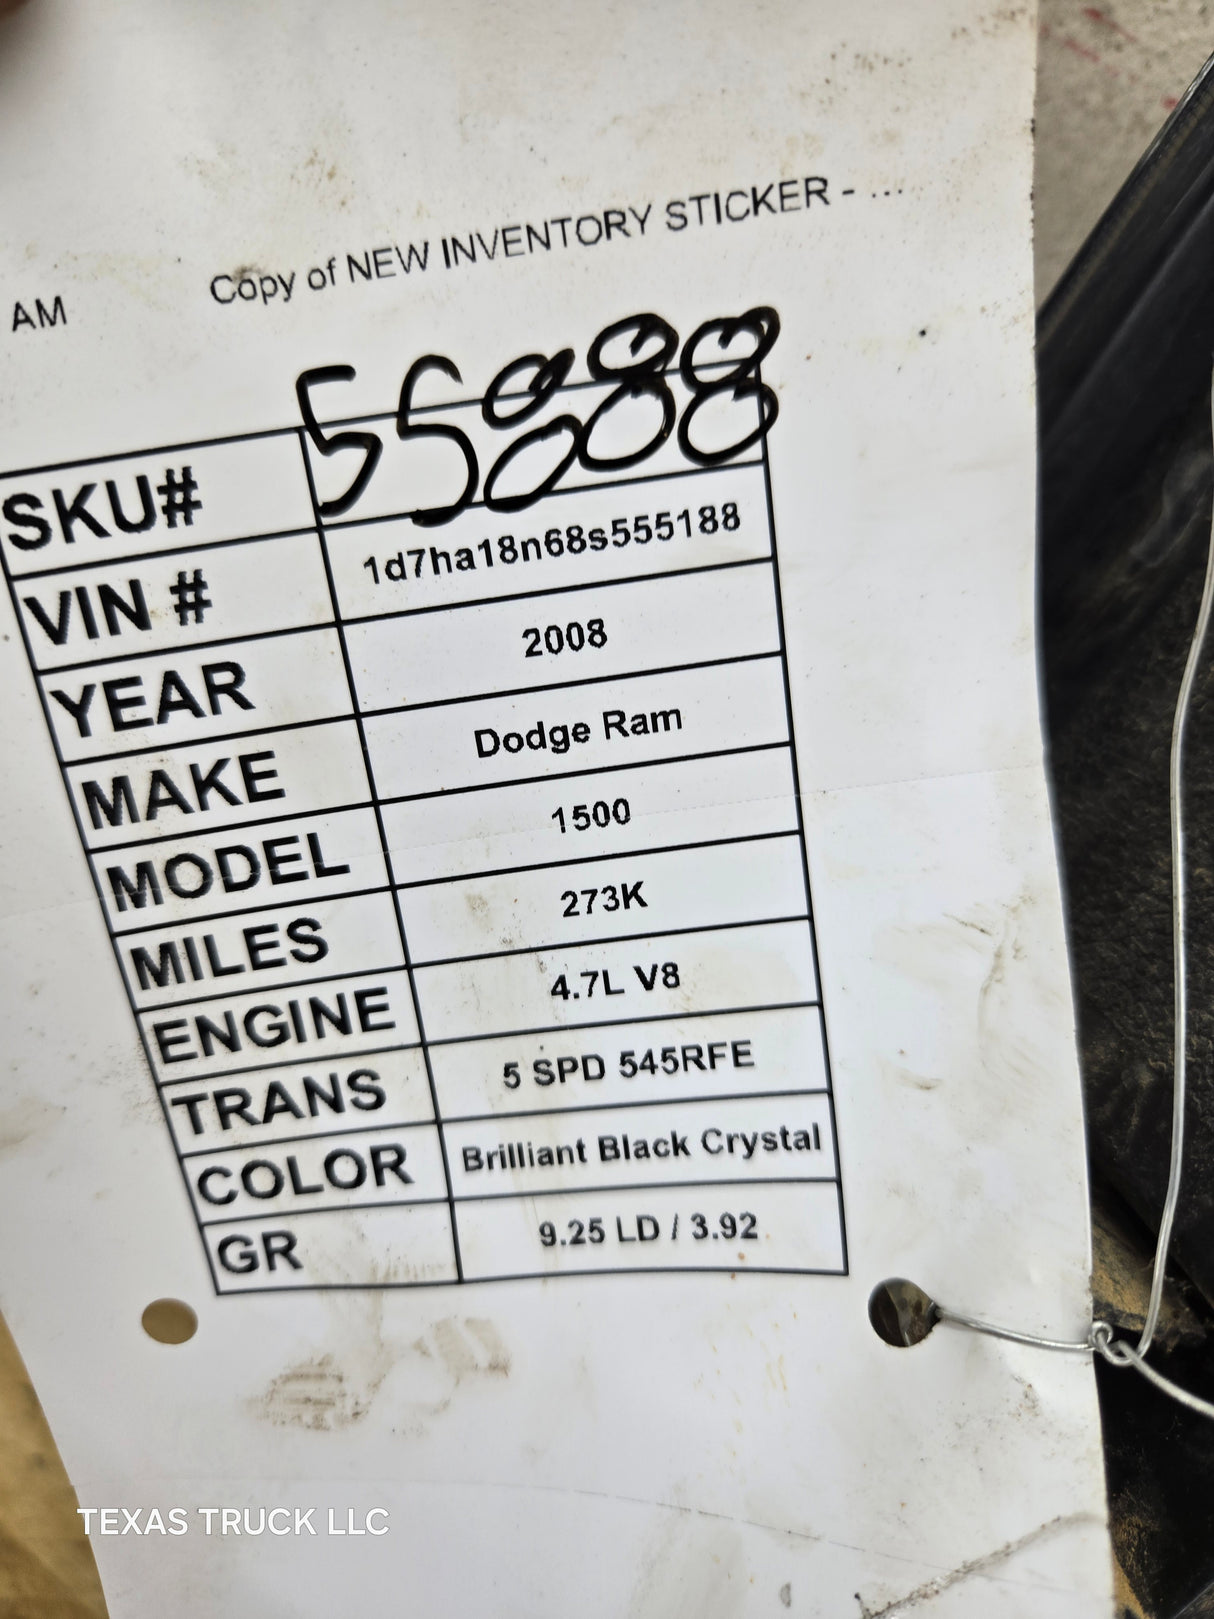 Copy of NEW INVENTORY STICKER - ...
AM
SKU# 55888
VIN # 1d7ha18n68s555188
YEAR 2008
MAKE Dodge Ram
MODEL 1500
MILES 273K
ENGINE 4.7L V8
TRANS 5 SPD 545RFE
COLOR Brilliant Black Crystal
GR 9.25 LD / 3.92
TEXAS TRUCK LLC